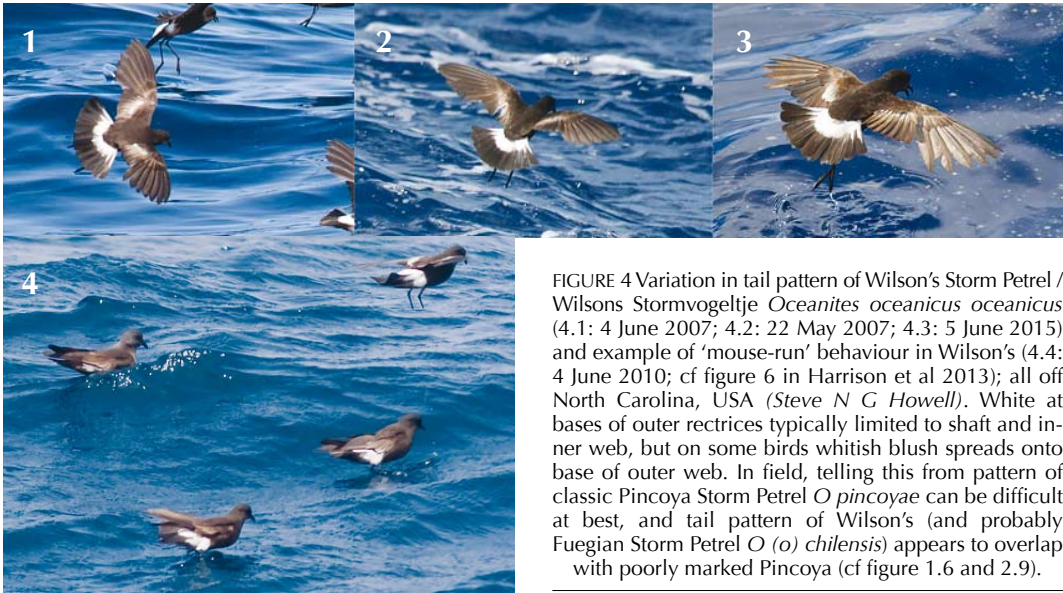 1
2
3
4
FIGURE 4 Variation in tail pattern of Wilson's Storm Petrel /
Wilsons Stormvogeltje Oceanites oceanicus oceanicus
(4.1: 4 June 2007; 4.2: 22 May 2007; 4.3: 5 June 2015)
and example of 'mouse-run' behaviour in Wilson's (4.4:
4 June 2010; cf figure 6 in Harrison et al 2013); all off
North Carolina, USA (Steve N G Howell). White at
bases of outer rectrices typically limited to shaft and in-
ner web, but on some birds whitish blush spreads onto
base of outer web. In field, telling this from pattern of
classic Pincoya Storm Petrel O pincoyae can be difficult
at best, and tail pattern of Wilson's (and probably
Fuegian Storm Petrel O (o) chilensis) appears to overlap
with poorly marked Pincoya (cf figure 1.6 and 2.9).